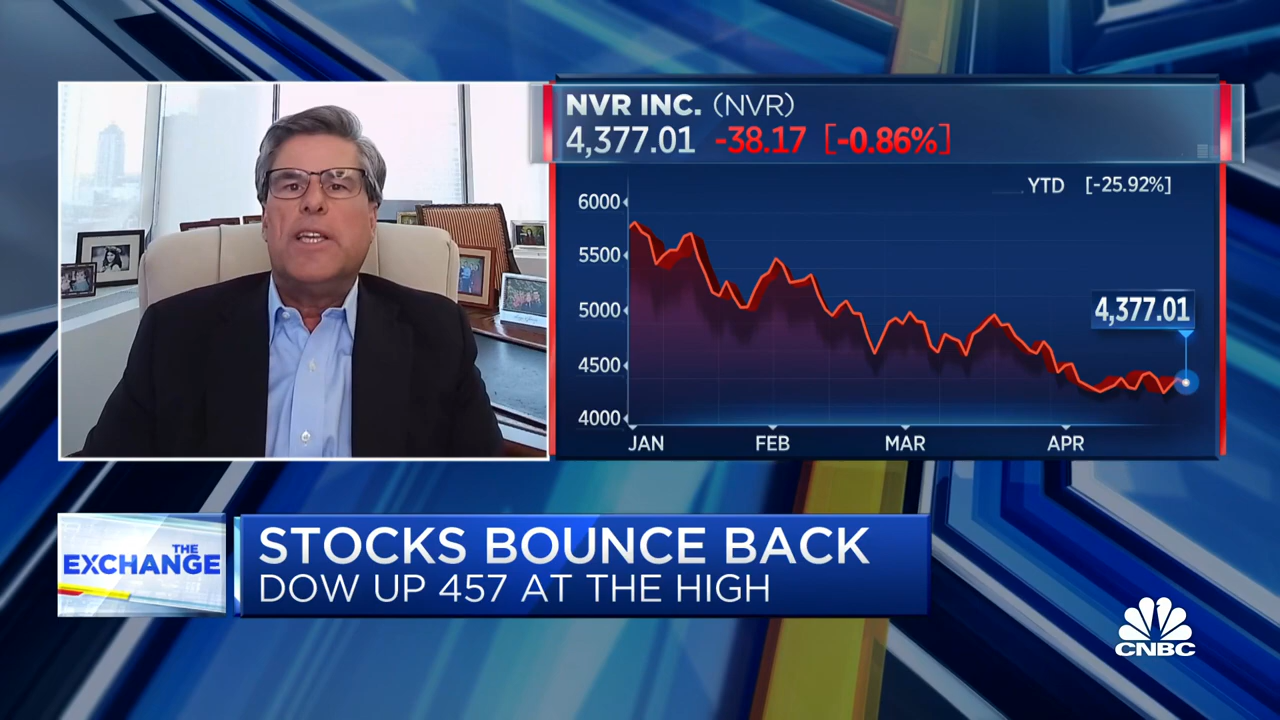 NVR INC. (NVR)
4,377.01 -38.17 [-0.86%]
YTD [-25.92%]
6000
5500
5000
4500
4000
4,377.01
JAN FEB MAR APR
THE
EXCHANGE
STOCKS BOUNCE BACK
DOW UP 457 AT THE HIGH
CNBC